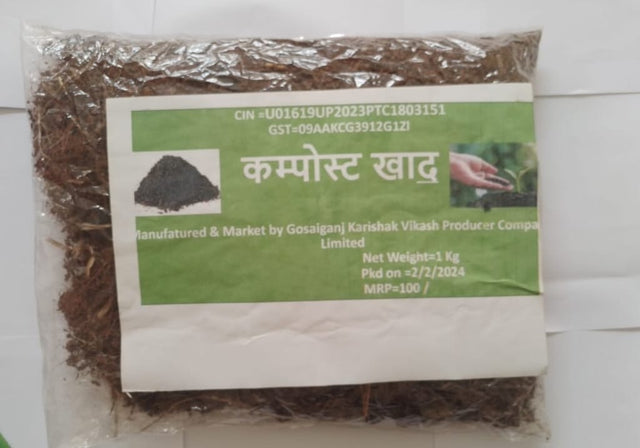 CIN =U01619UP2023PTC1803151
GST=09AAKCG3912G1ZI
कम्पोस्ट खाद
Manufatured & Market by Gosaiganj Karishak Vikash Producer Compa
Limited
Net Weight=1 Kg
Pkd on =2/2/2024
MRP=100 /